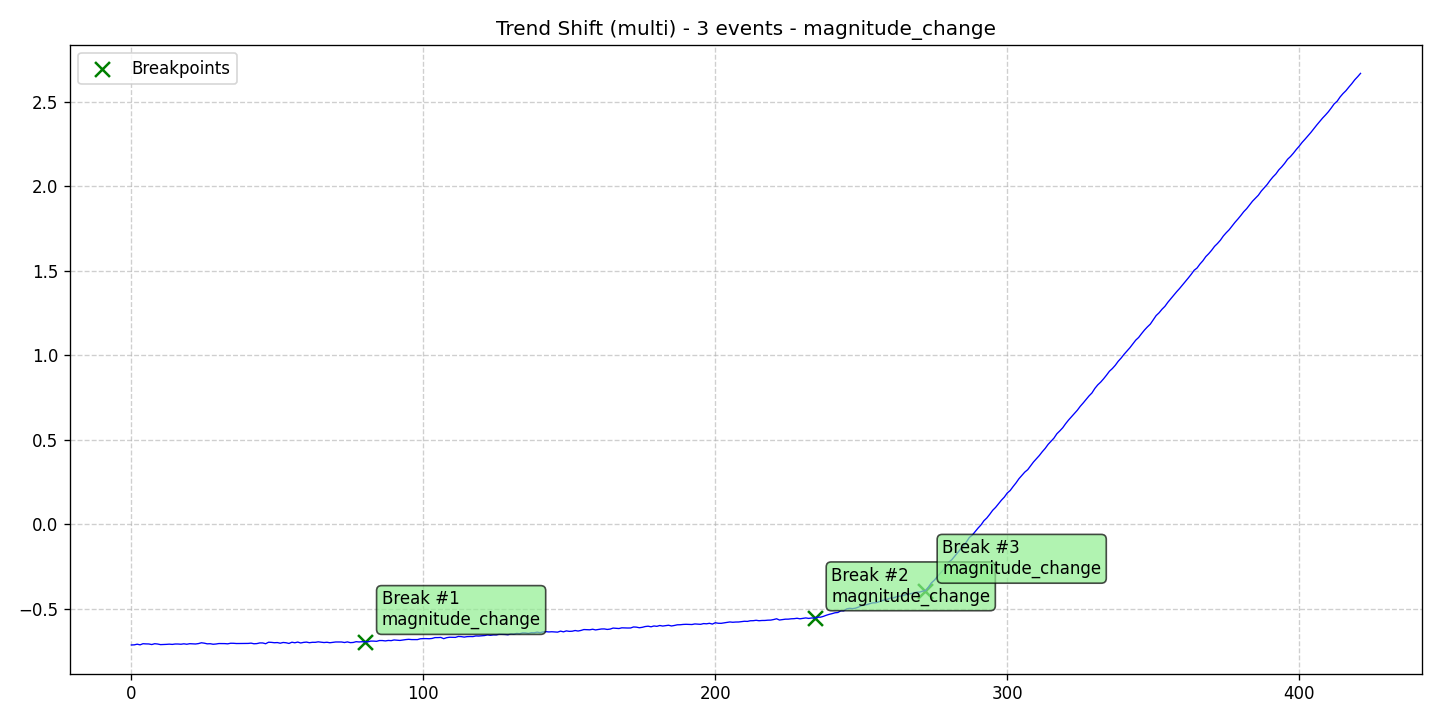 Trend Shift (multi) - 3 events - magnitude_change
Breakpoints
2.5
2.0
1.5
1.0
0.5
0.0
−0.5
Break #1
magnitude_change
Break #2
magnitude_change
Break #3
magnitude_change
0 100 200 300 400